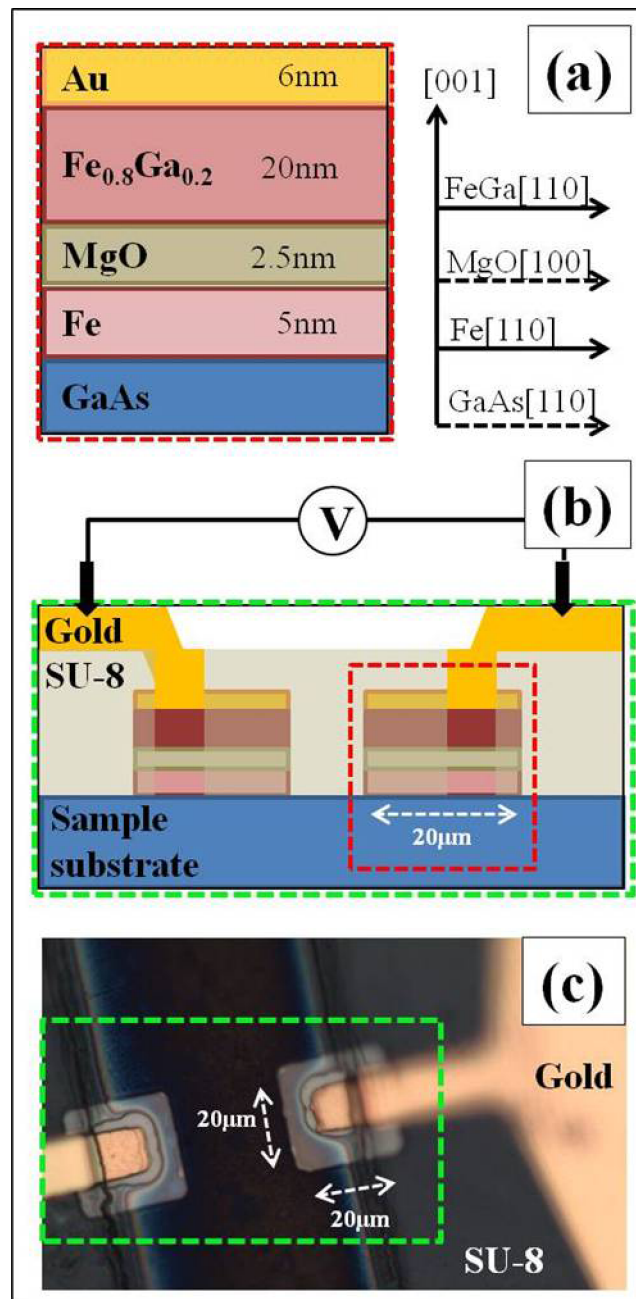 (a)
Au 6nm
Fe0.8Ga0.2 20nm
MgO 2.5nm
Fe 5nm
GaAs
[001]
FeGa[110]
MgO[100]
Fe[110]
GaAs[110]
(b)
V
Gold
SU-8
20μm
Sample
substrate
(c)
Gold
20μm
20μm
SU-8